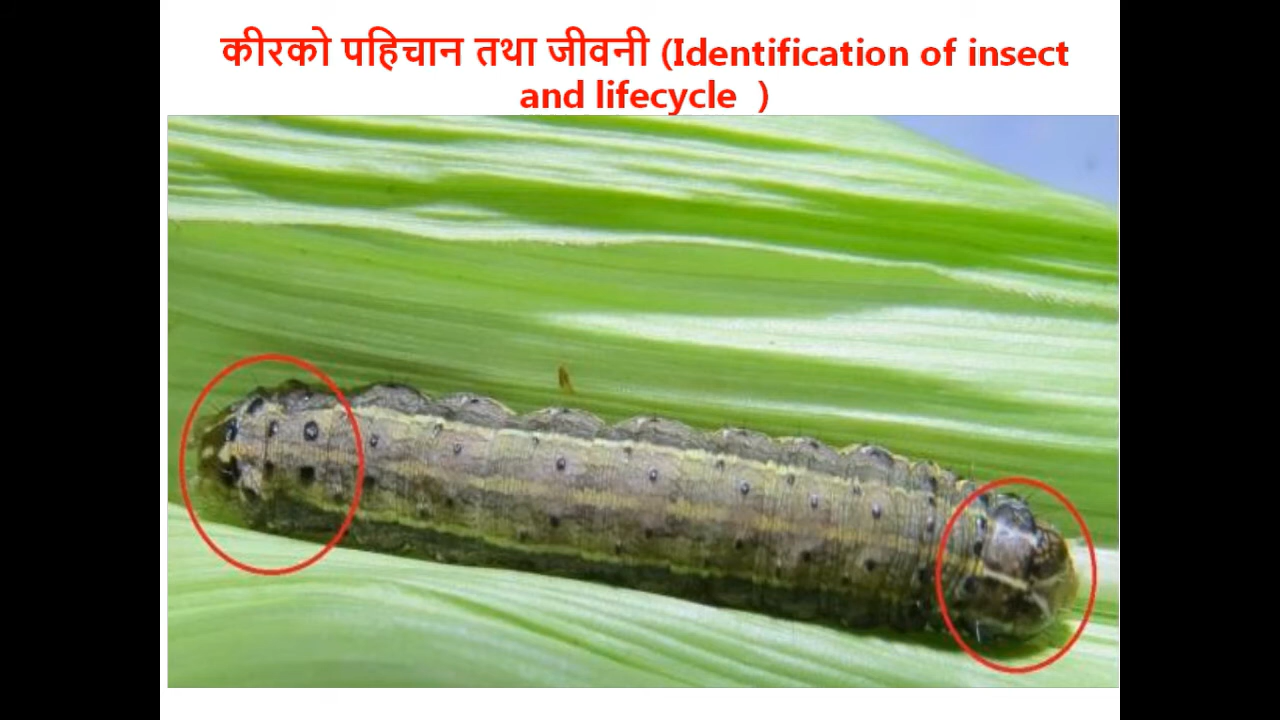 कीरको पहिचान तथा जीवनी (Identification of insect
and lifecycle )